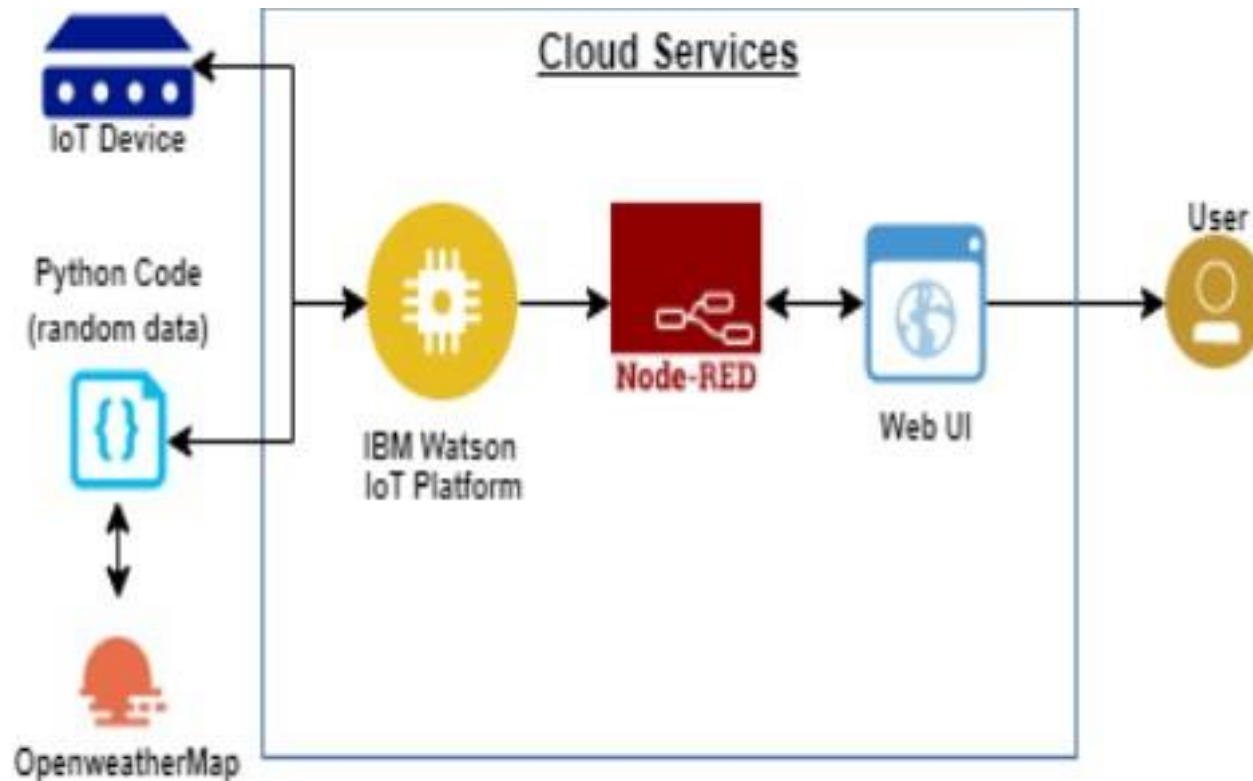 Cloud Services
IoT Device
Python Code
(random data)
IBM Watson
IoT Platform
Node-RED
Web UI
User
OpenweatherMap